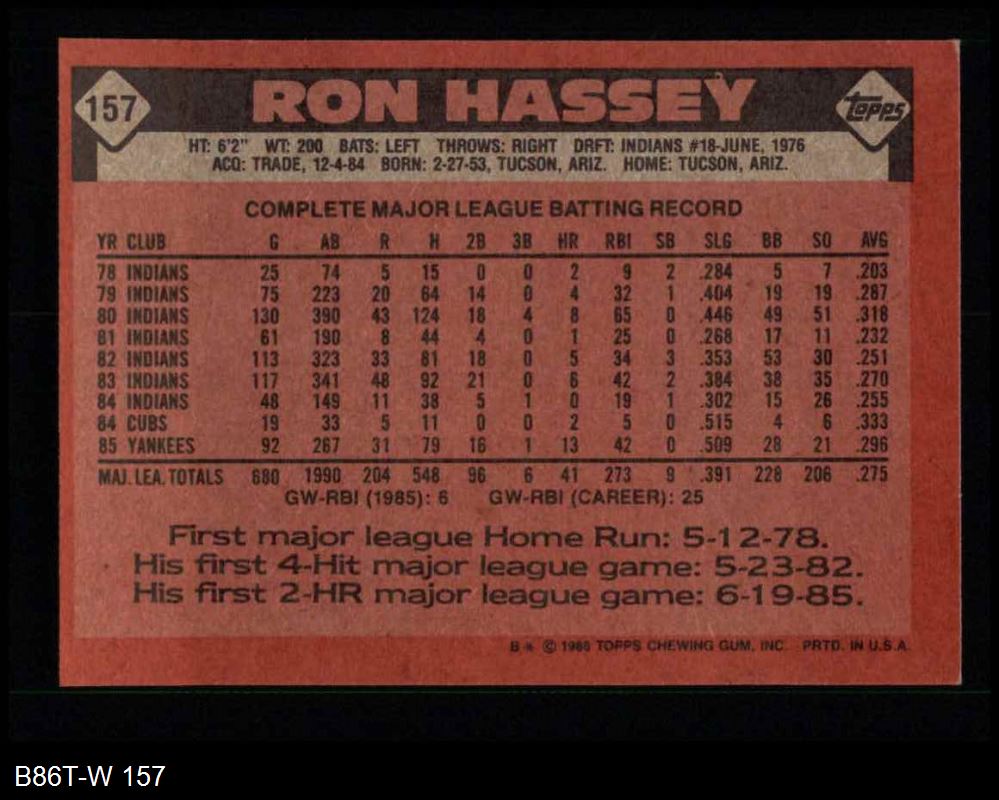 157
RON HASSEY
topps
HT: 6'2" WT: 200 BATS: LEFT THROWS: RIGHT DRFT: INDIANS #18-JUNE, 1976
ACQ: TRADE, 12-4-84 BORN: 2-27-53, TUCSON, ARIZ. HOME: TUCSON, ARIZ.
COMPLETE MAJOR LEAGUE BATTING RECORD
YR CLUB G AB R H 2B 3B HR RBI SB SLG BB SO AVG
78 INDIANS 25 74 5 15 0 0 2 9 2 .284 5 7 .203
79 INDIANS 75 223 20 64 14 0 4 32 1 .404 19 19 .287
80 INDIANS 130 390 43 124 18 4 8 65 0 .446 49 51 .318
81 INDIANS 61 190 8 44 4 0 1 25 0 .268 17 11 .232
82 INDIANS 113 323 33 81 18 0 5 34 3 .353 53 30 .251
83 INDIANS 117 341 48 92 21 0 6 42 2 .384 38 35 .270
84 INDIANS 48 149 11 38 5 1 0 19 1 .302 15 26 .255
84 CUBS 19 33 5 11 0 0 2 5 0 .515 4 6 .333
85 YANKEES 92 267 31 79 16 1 13 42 0 .509 28 21 .296
MAJ. LEA. TOTALS 680 1990 204 548 96 6 41 273 9 .391 228 206 .275
GW-RBI (1985): 6 GW-RBI (CAREER): 25
First major league Home Run: 5-12-78.
His first 4-Hit major league game: 5-23-82.
His first 2-HR major league game: 6-19-85.
B * © 1986 TOPPS CHEWING GUM, INC. PRTD. IN U.S.A.
B86T-W 157